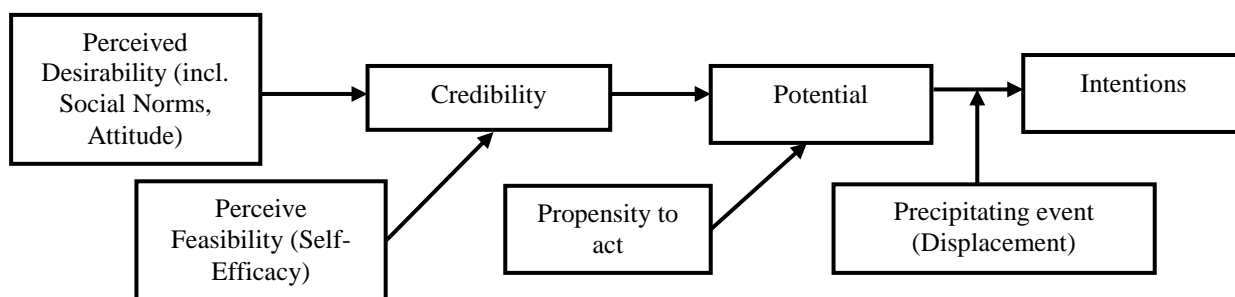 Perceived
Desirability (incl.
Social Norms,
Attitude)
Credibility
Potential
Intentions
Perceive
Feasibility (Self-
Efficacy)
Propensity to
act
Precipitating event
(Displacement)